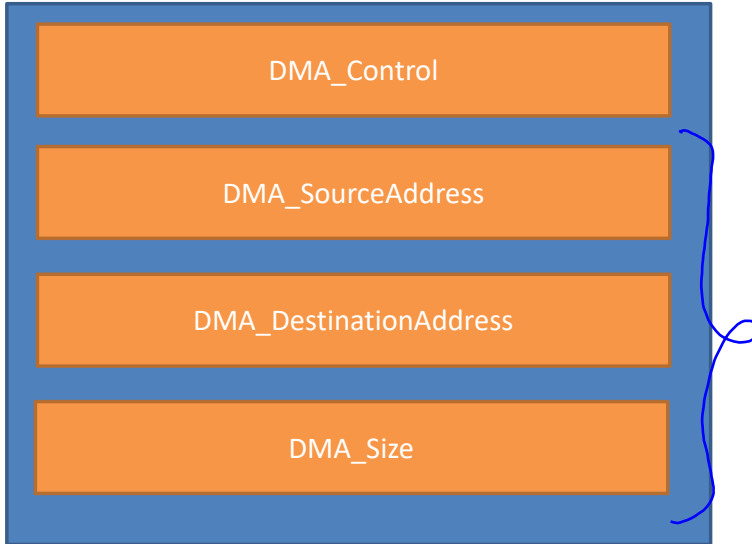 DMA_Control
DMA_SourceAddress
DMA_DestinationAddress
DMA_Size